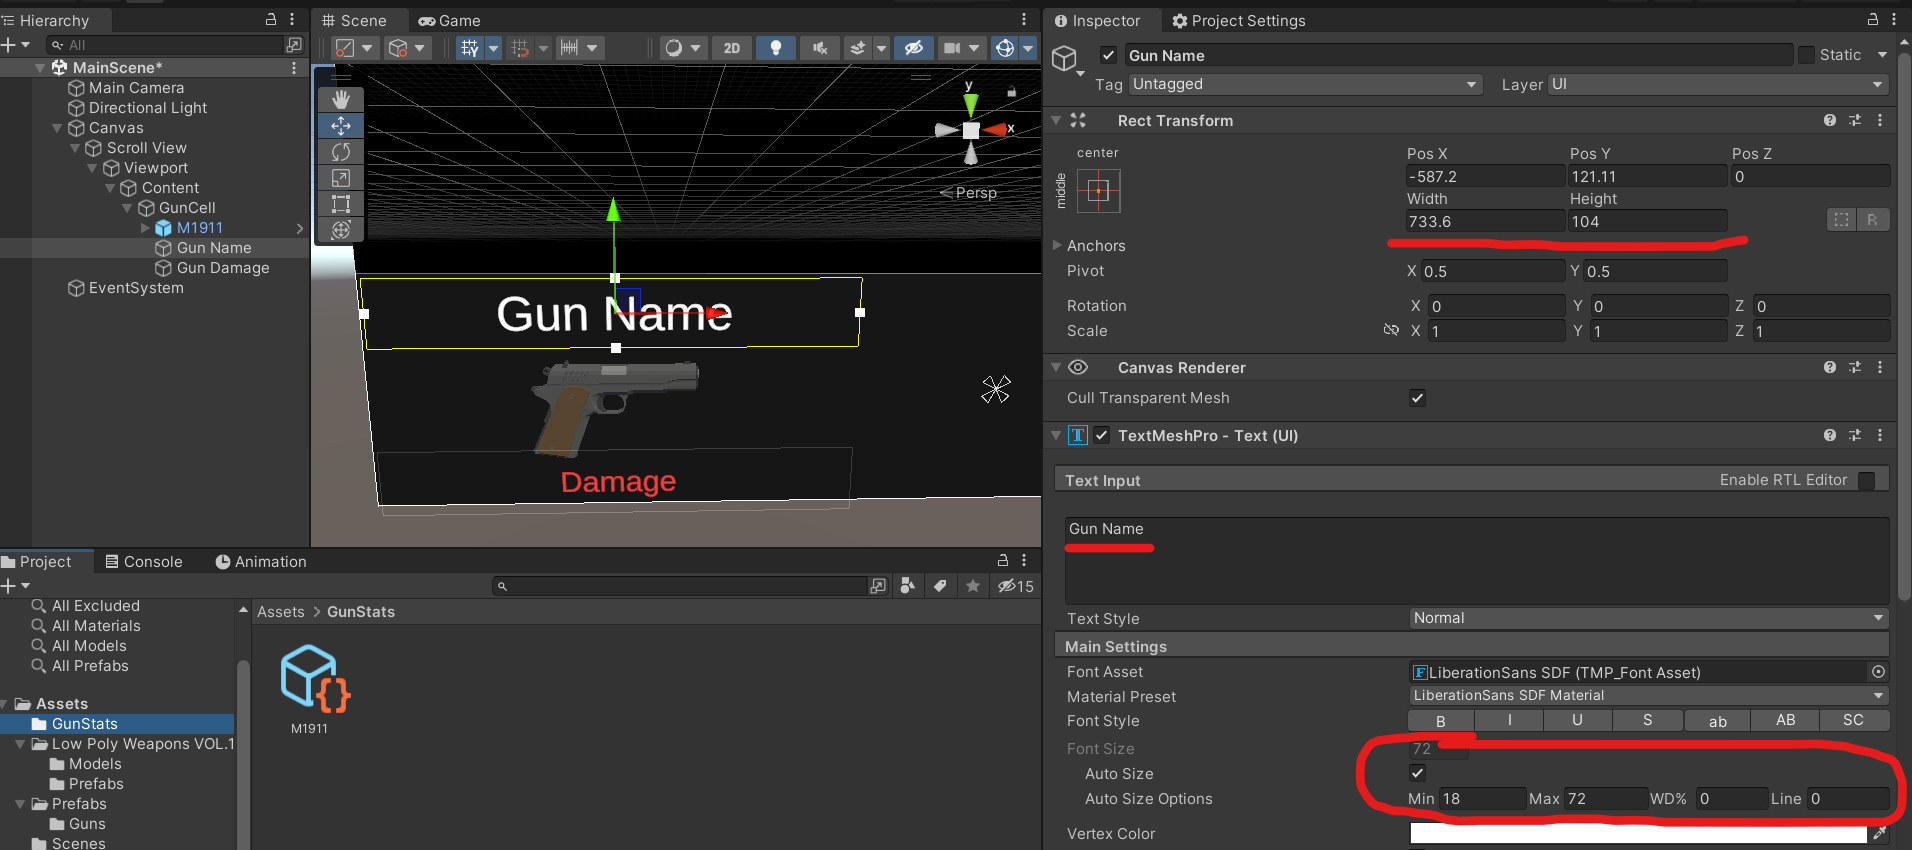 Hierarchy
All
MainScene*
Main Camera
Directional Light
Canvas
Scroll View
Viewport
Content
GunCell
M1911
Gun Name
Gun Damage
EventSystem
Scene
Game
2D
y
x
Persp
Gun Name
Damage
Project
Console
Animation
15
All Excluded
All Materials
All Models
All Prefabs
Assets
GunStats
Low Poly Weapons VOL.1
Models
Prefabs
Prefabs
Guns
Scenes
Assets > GunStats
M1911
Inspector
Project Settings
Gun Name
Static
Tag Untagged
Layer UI
Rect Transform
center
middle
Pos X Pos Y Pos Z
-587.2 121.11 0
Width Height
733.6 104
R
Anchors
Pivot X 0.5 Y 0.5
Rotation X 0 Y 0 Z 0
Scale X 1 Y 1 Z 1
Canvas Renderer
Cull Transparent Mesh
TextMeshPro - Text (UI)
Text Input
Enable RTL Editor
Gun Name
Text Style Normal
Main Settings
Font Asset LiberationSans SDF (TMP_Font Asset)
Material Preset LiberationSans SDF Material
Font Style B I U S ab AB SC
Font Size 72
Auto Size
Auto Size Options Min 18 Max 72 WD% 0 Line 0
Vertex Color